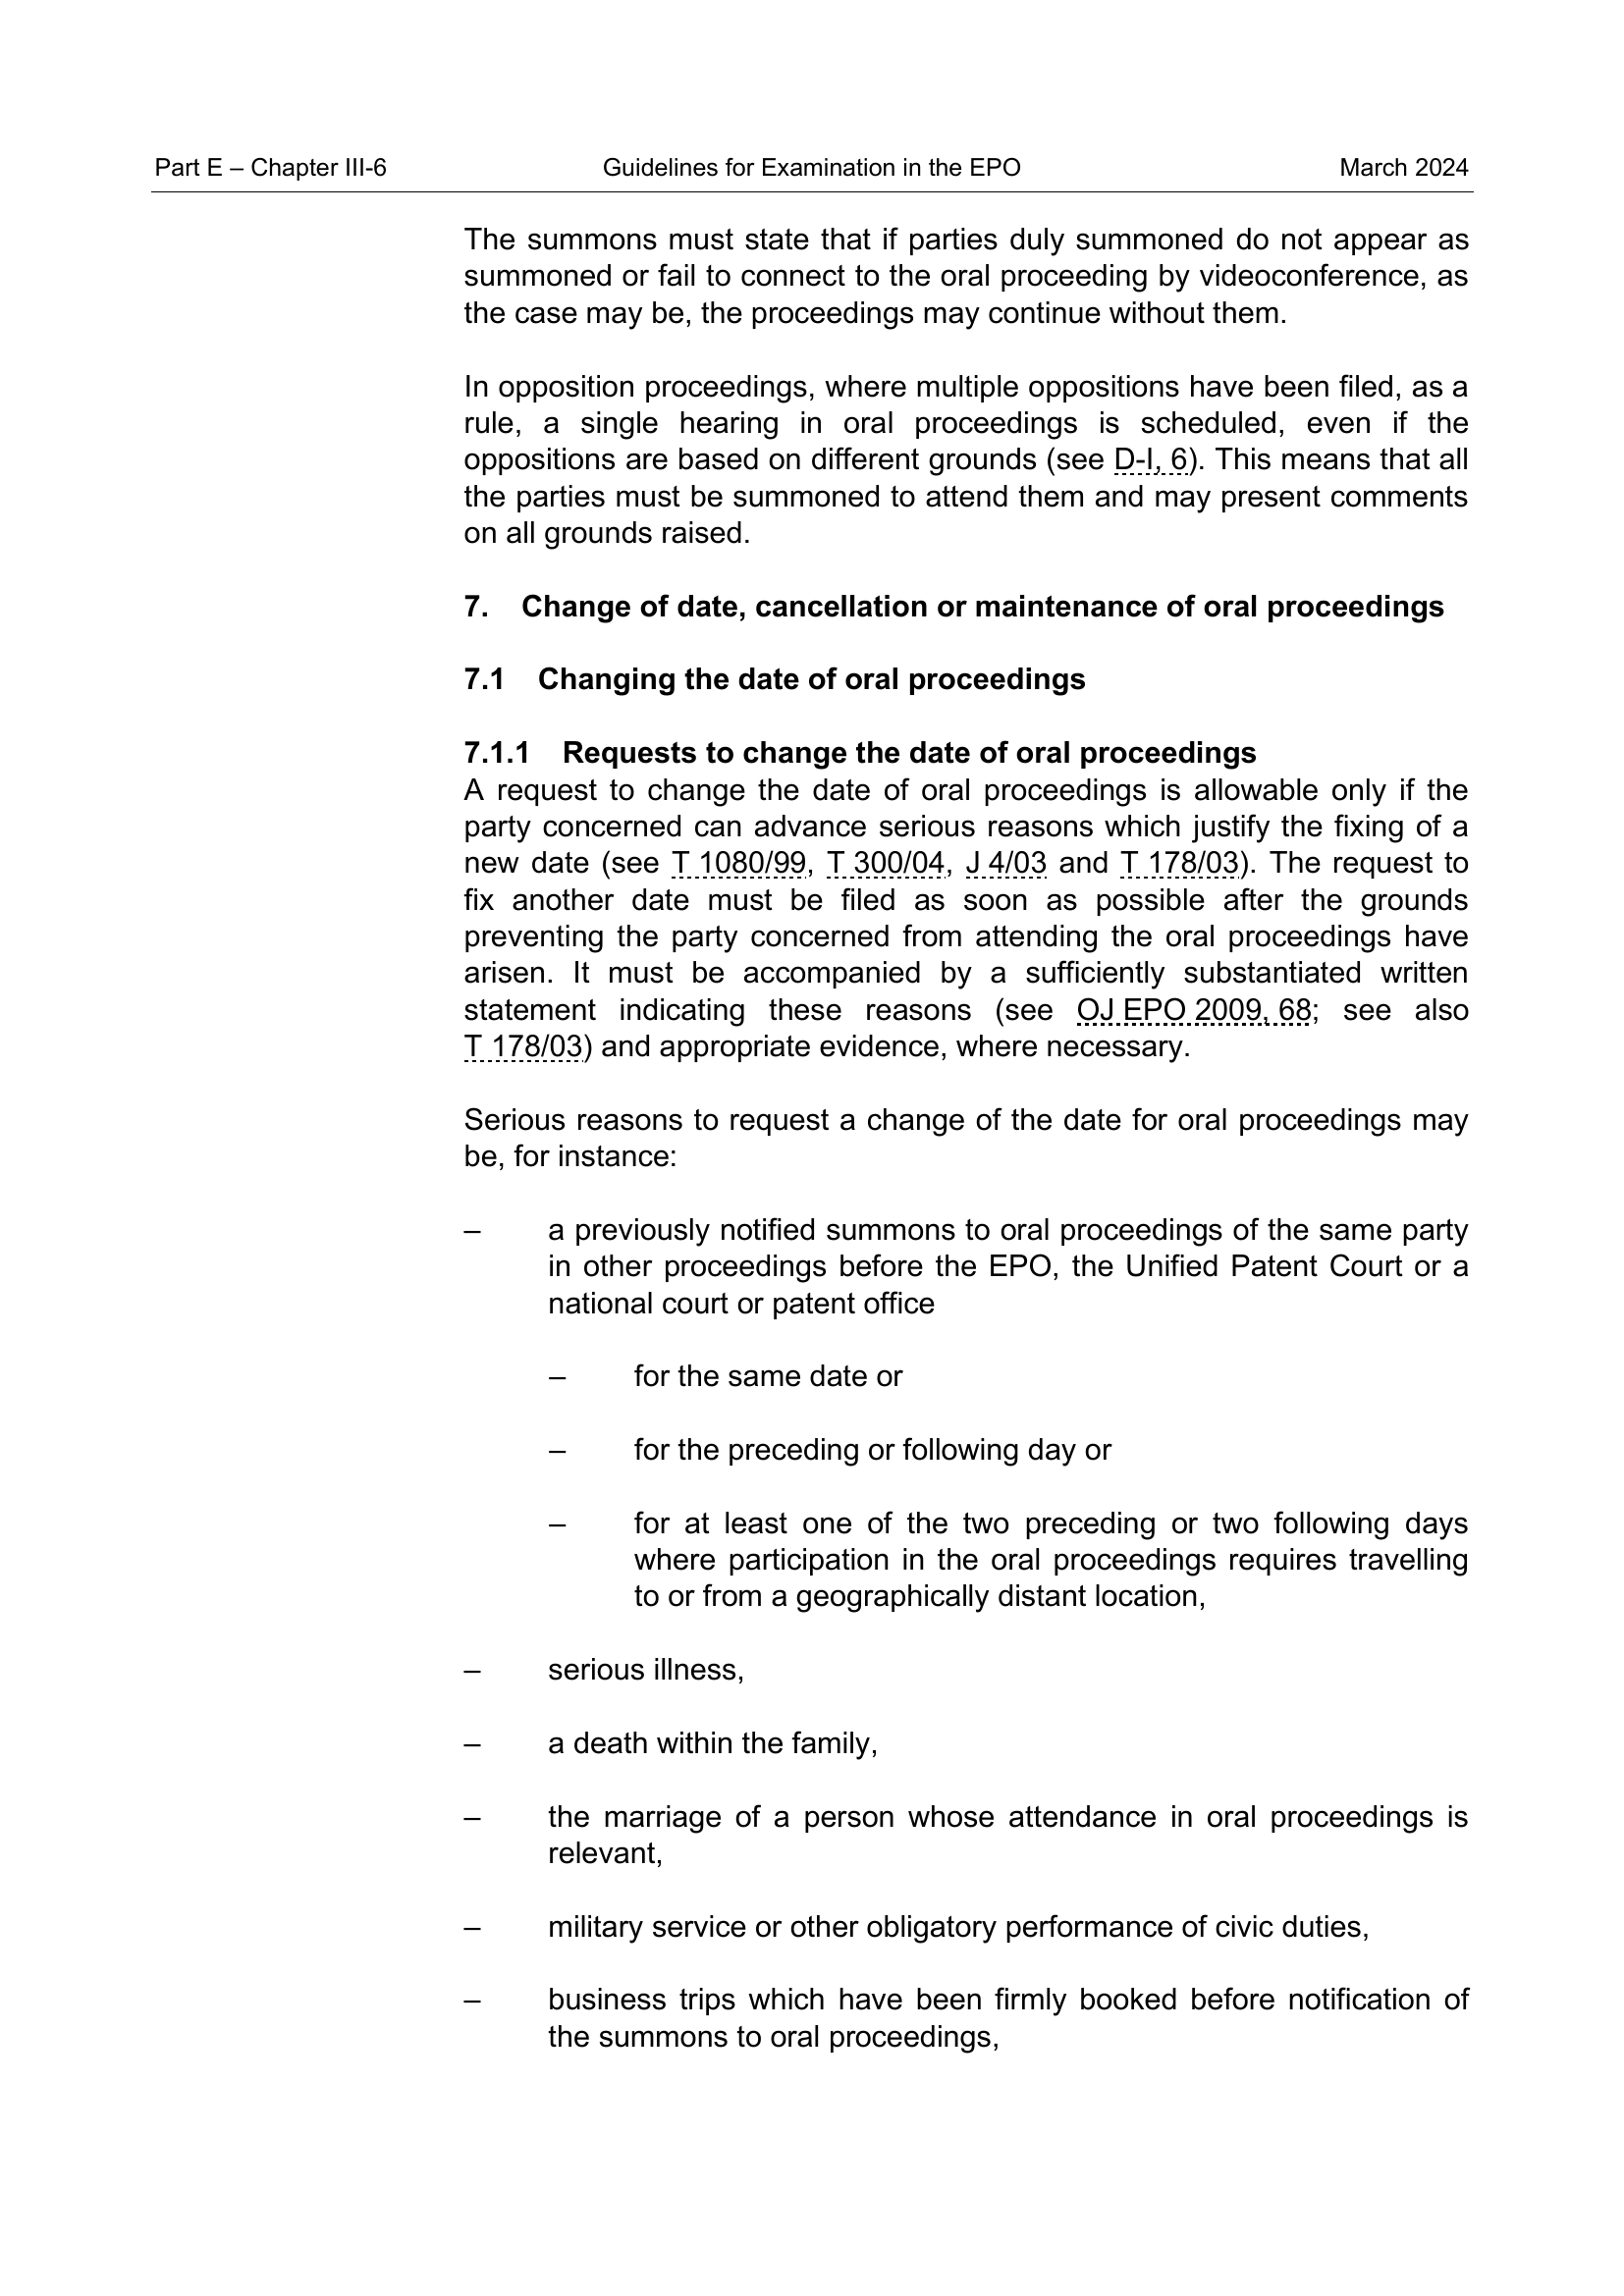 Part E – Chapter III-6 Guidelines for Examination in the EPO March 2024
The summons must state that if parties duly summoned do not appear as
summoned or fail to connect to the oral proceeding by videoconference, as
the case may be, the proceedings may continue without them.
In opposition proceedings, where multiple oppositions have been filed, as a
rule, a single hearing in oral proceedings is scheduled, even if the
oppositions are based on different grounds (see D-I, 6). This means that all
the parties must be summoned to attend them and may present comments
on all grounds raised.
7. Change of date, cancellation or maintenance of oral proceedings
7.1 Changing the date of oral proceedings
7.1.1 Requests to change the date of oral proceedings
A request to change the date of oral proceedings is allowable only if the
party concerned can advance serious reasons which justify the fixing of a
new date (see T 1080/99, T 300/04, J 4/03 and T 178/03). The request to
fix another date must be filed as soon as possible after the grounds
preventing the party concerned from attending the oral proceedings have
arisen. It must be accompanied by a sufficiently substantiated written
statement indicating these reasons (see OJ EPO 2009, 68; see also
T 178/03) and appropriate evidence, where necessary.
Serious reasons to request a change of the date for oral proceedings may
be, for instance:
– a previously notified summons to oral proceedings of the same party
in other proceedings before the EPO, the Unified Patent Court or a
national court or patent office
– for the same date or
– for the preceding or following day or
– for at least one of the two preceding or two following days
where participation in the oral proceedings requires travelling
to or from a geographically distant location,
– serious illness,
– a death within the family,
– the marriage of a person whose attendance in oral proceedings is
relevant,
– military service or other obligatory performance of civic duties,
– business trips which have been firmly booked before notification of
the summons to oral proceedings,